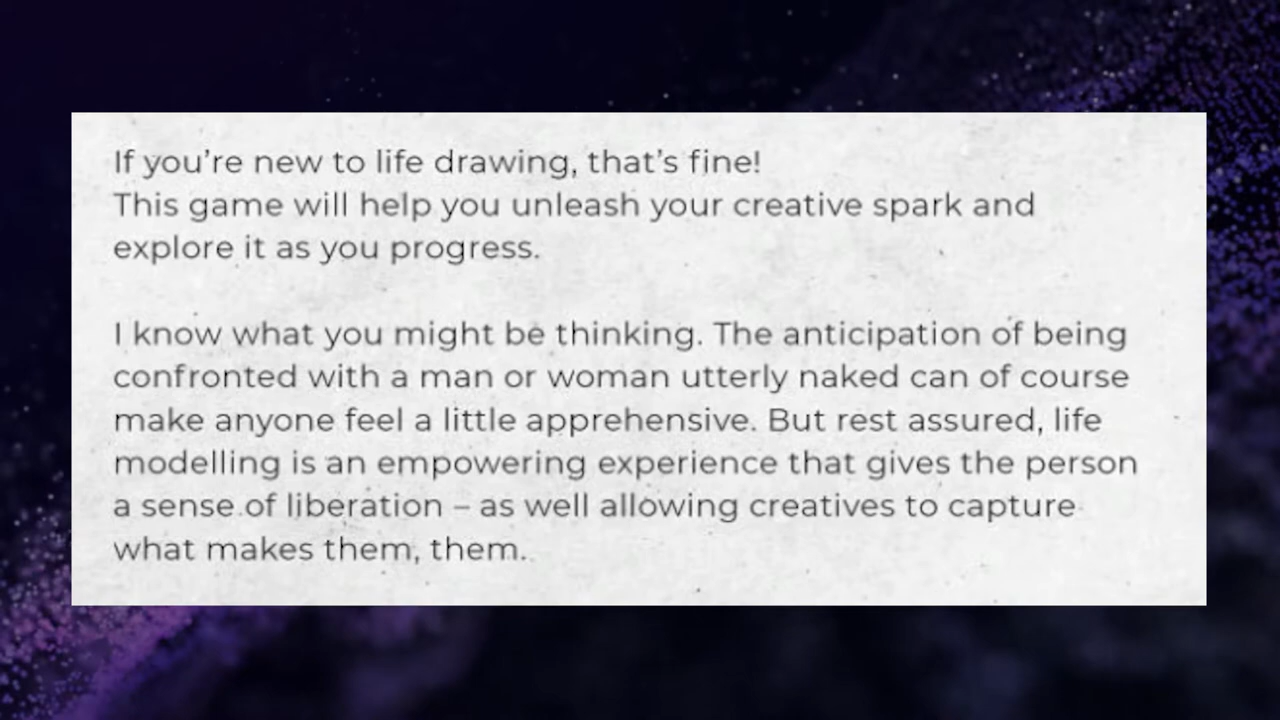 If you’re new to life drawing, that’s fine!
This game will help you unleash your creative spark and
explore it as you progress.
I know what you might be thinking. The anticipation of being
confronted with a man or woman utterly naked can of course
make anyone feel a little apprehensive. But rest assured, life
modelling is an empowering experience that gives the person
a sense of liberation – as well allowing creatives to capture
what makes them, them.